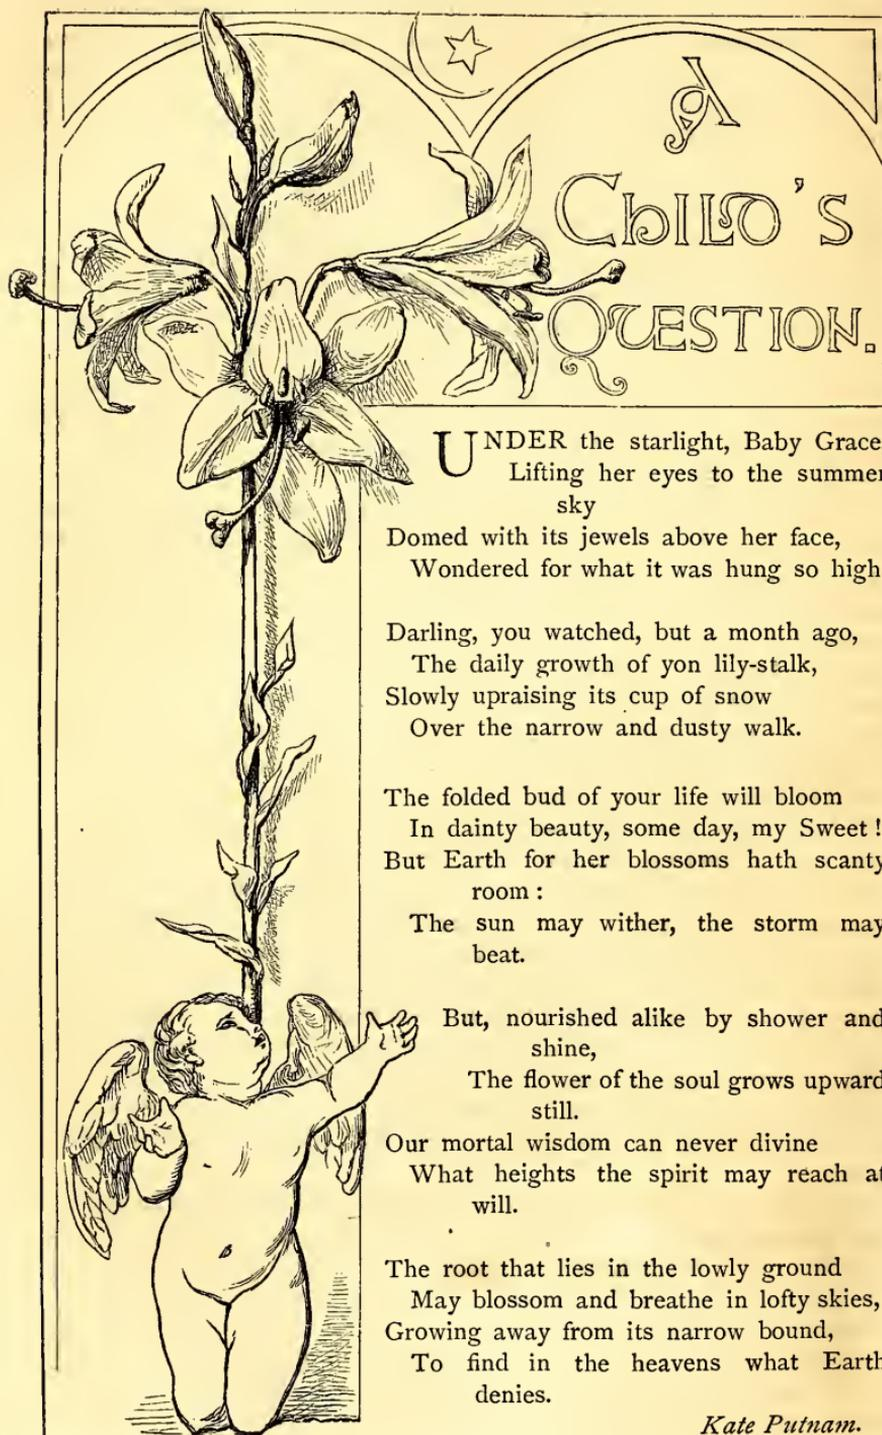 A
CHILD'S
QUESTION.
UNDER the starlight, Baby Grace
Lifting her eyes to the summer
sky
Domed with its jewels above her face,
Wondered for what it was hung so high
Darling, you watched, but a month ago,
The daily growth of yon lily-stalk,
Slowly upraising its cup of snow
Over the narrow and dusty walk.
The folded bud of your life will bloom
In dainty beauty, some day, my Sweet!
But Earth for her blossoms hath scanty
room:
The sun may wither, the storm may
beat.
But, nourished alike by shower and
shine,
The flower of the soul grows upward
still.
Our mortal wisdom can never divine
What heights the spirit may reach at
will.
The root that lies in the lowly ground
May blossom and breathe in lofty skies,
Growing away from its narrow bound,
To find in the heavens what Earth
denies.
Kate Putnam.